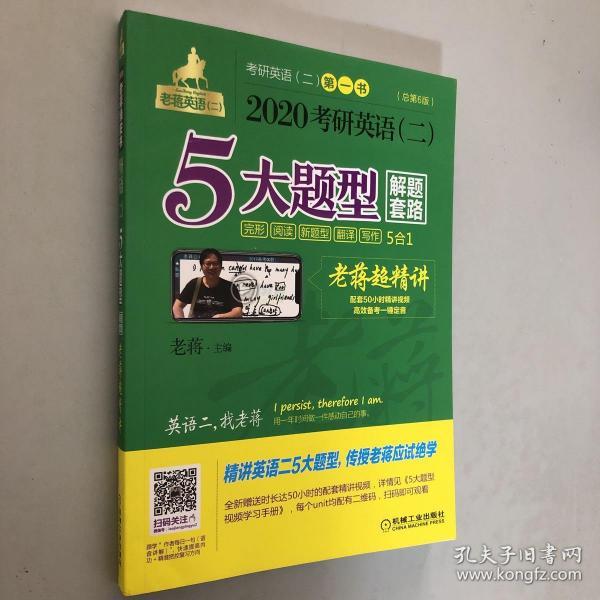 考研英语(二)第一书
(总第6版)
老蒋英语(二)
2020考研英语(二)
5大题型
解题
套路
完形 阅读 新题型 翻译 写作 5合1
老蒋超精讲
配套50小时精讲视频
高效备考一锤定音
老蒋·主编
英语二,找老蒋
I persist, therefore I am.
用一年时间做一件感动自己的事。
精讲英语二5大题型,传授老蒋应试绝学
全新赠送时长达50小时的配套精讲视频,详情见《5大题型
视频学习手册》,每个unit均配有二维码,扫码即可观看
扫码关注
机械工业出版社
CHINA MACHINE PRESS
5大题型
孔夫子旧书网
www.kongfz.com